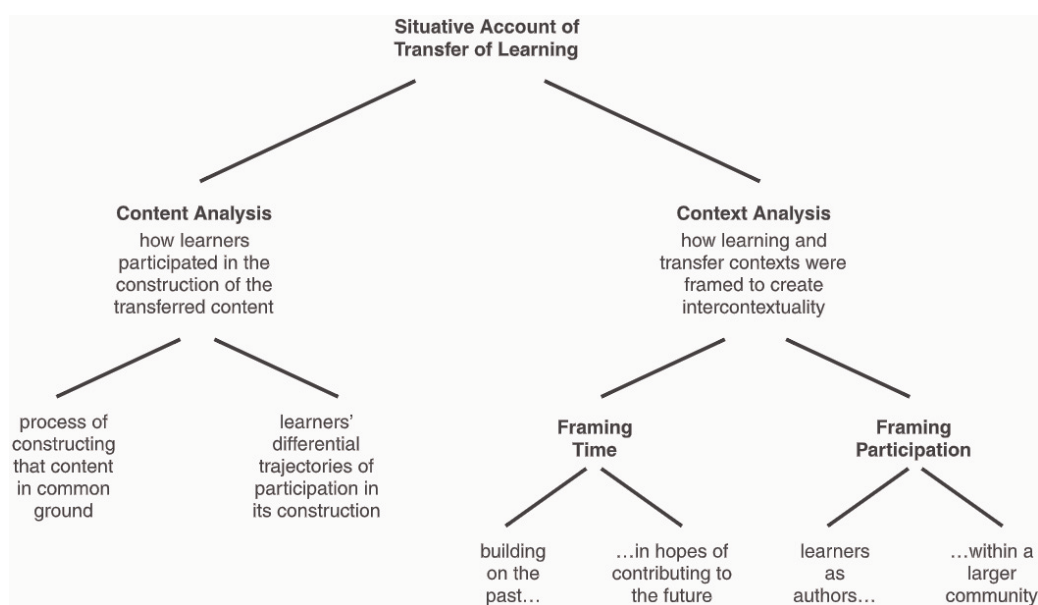 Situative Account of
Transfer of Learning
Content Analysis
how learners
participated in the
construction of the
transferred content
Context Analysis
how learning and
transfer contexts were
framed to create
intercontextuality
process of
constructing
that content
in common
ground
learners’
differential
trajectories of
participation in
its construction
Framing
Time
Framing
Participation
building
on the
past…
…in hopes of
contributing to
the future
learners
as
authors…
…within a
larger
community